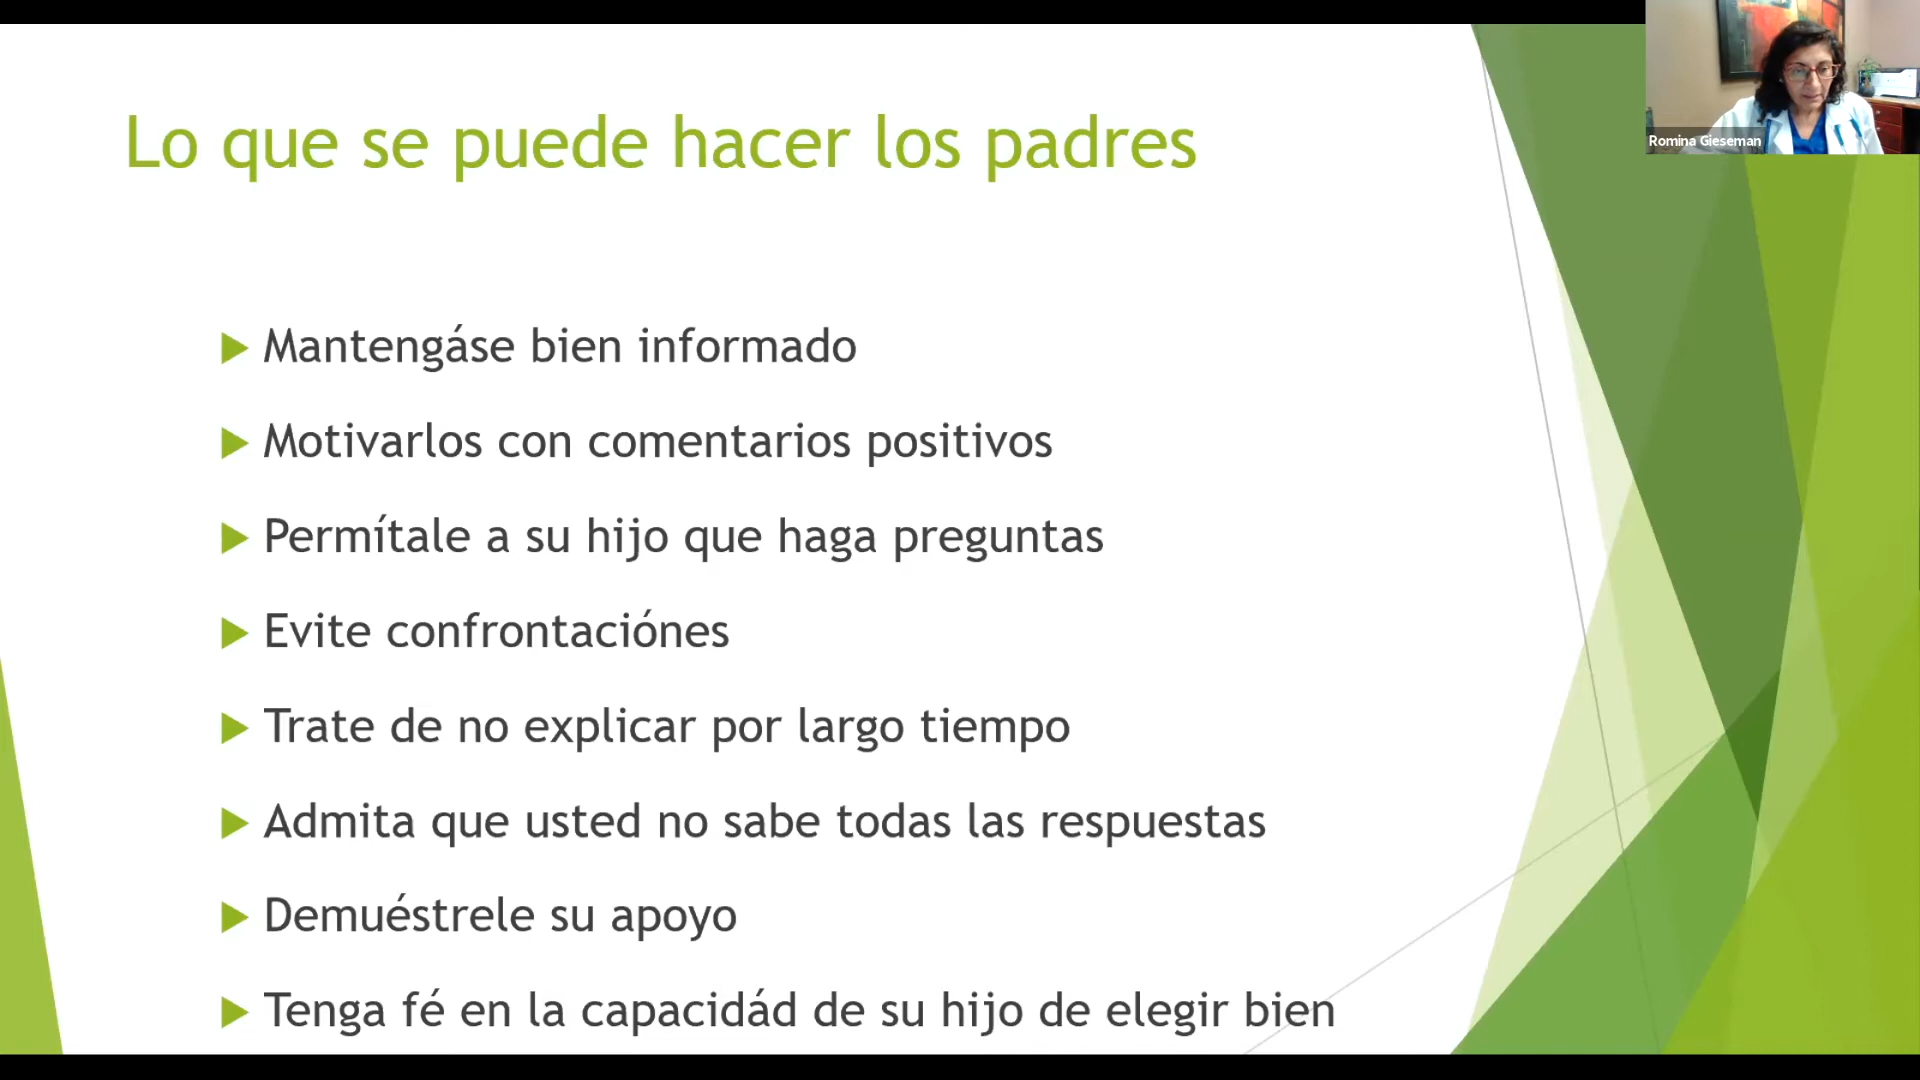 Lo que se puede hacer los padres
Romina Gieseman
Mantengáse bien informado
Motivarlos con comentarios positivos
Permítale a su hijo que haga preguntas
Evite confrontaciónes
Trate de no explicar por largo tiempo
Admita que usted no sabe todas las respuestas
Demuéstrele su apoyo
Tenga fé en la capacidád de su hijo de elegir bien